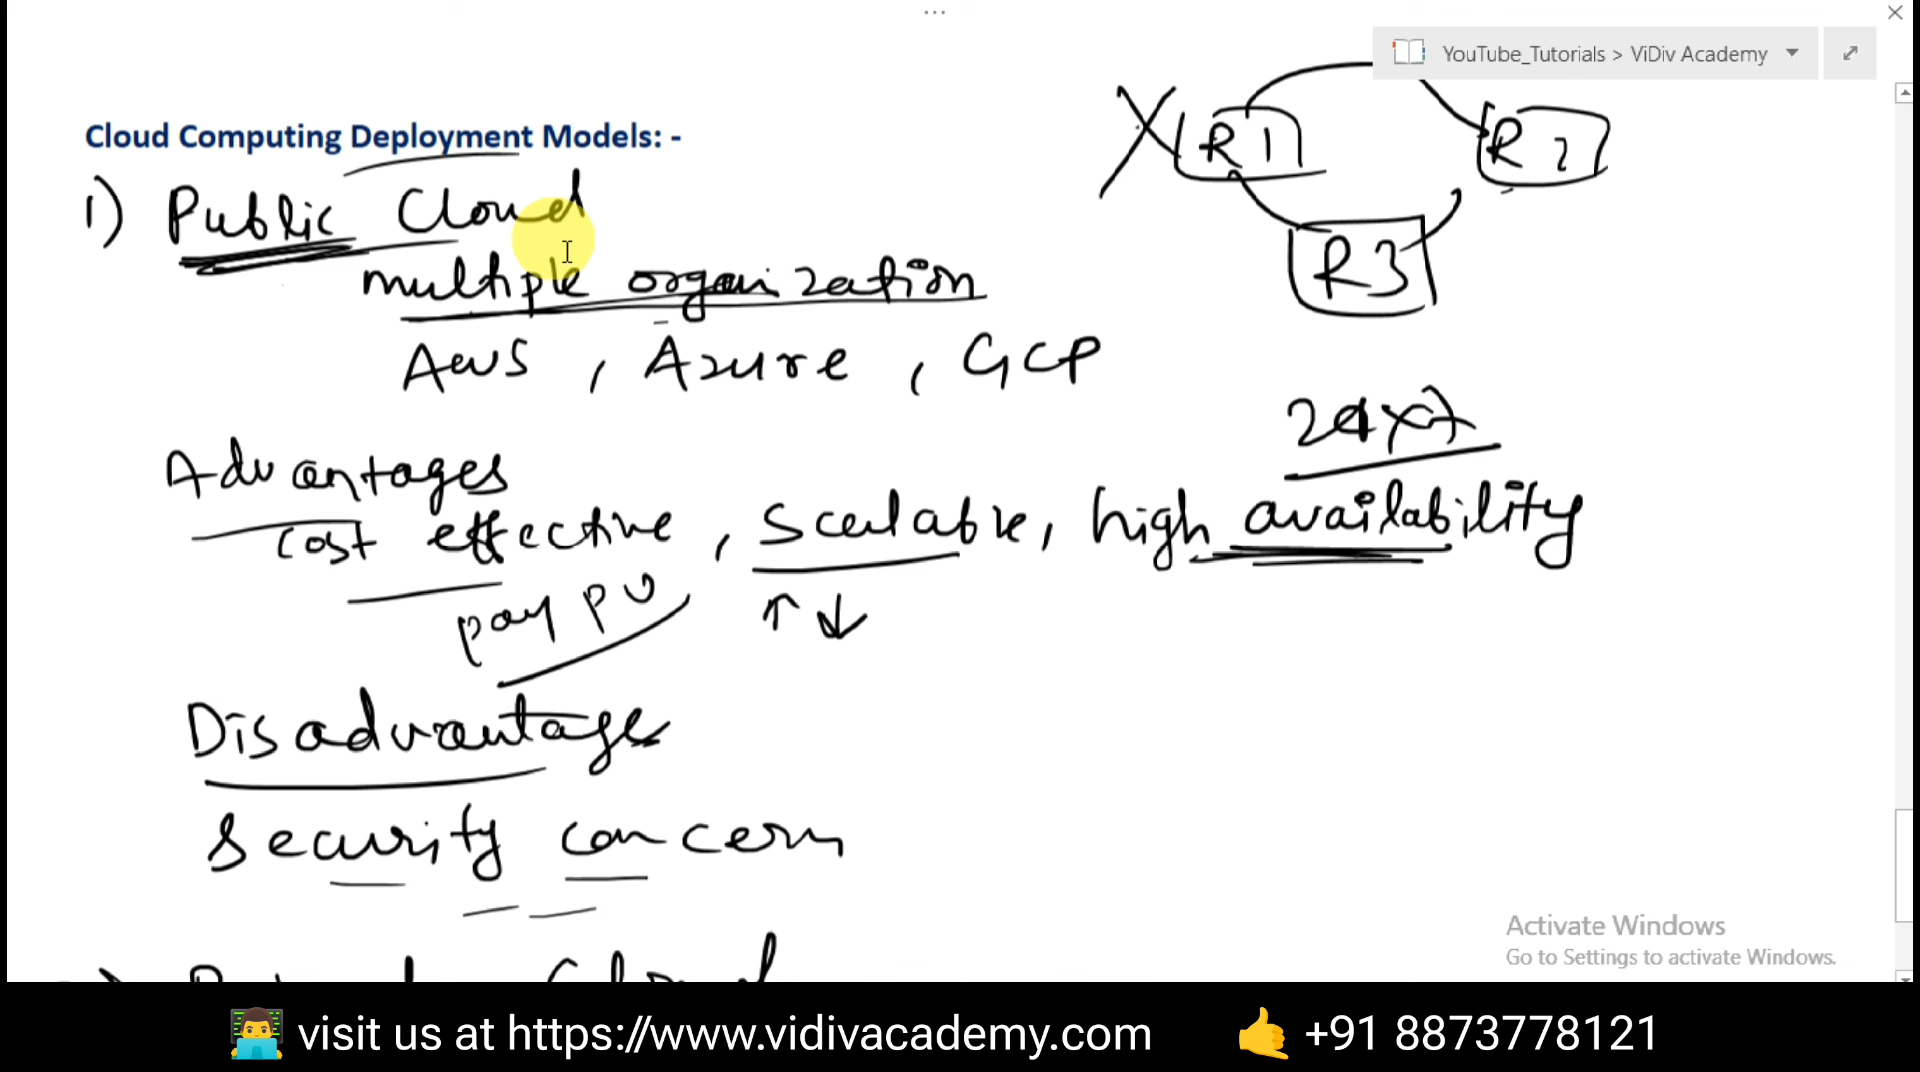 YouTube_Tutorials > ViDiv Academy
Cloud Computing Deployment Models: -
R1
R2
1) Public Cloud
R3
multiple organization
Aws, Azure, GCP
24x7
Advantages
cost effective, Scalable, high availability
pay p U
↑ ↓
Disadvantage
Security concern
Cloud
Activate Windows
Go to Settings to activate Windows.
visit us at https://www.vidivacademy.com
+91 8873778121